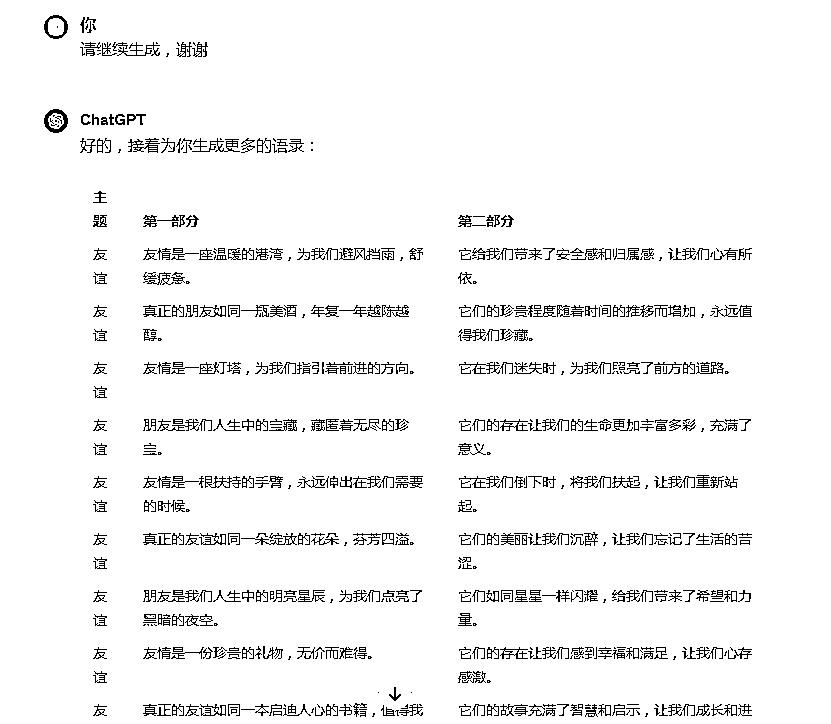 你
请继续生成，谢谢
ChatGPT
好的，接着为你生成更多的语录：
主
题 第一部分 第二部分
友 友情是一座温暖的港湾，为我们避风挡雨，舒 它给我们带来了安全感和归属感，让我们心有所
谊 缓疲惫。 依。
友 真正的朋友如同一瓶美酒，年复一年越陈越 它们的珍贵程度随着时间的推移而增加，永远值
谊 醇。 得我们珍藏。
友 友情是一座灯塔，为我们指引着前进的方向。 它在我们迷失时，为我们照亮了前方的道路。
谊
友 朋友是我们人生中的宝藏，藏匿着无尽的珍 它们的存在让我们的生命更加丰富多彩，充满了
谊 宝。 意义。
友 友情是一根扶持的手臂，永远伸出在我们需要 它在我们倒下时，将我们扶起，让我们重新站
谊 的时候。 起。
友 真正的友谊如同一朵绽放的花朵，芬芳四溢。 它们的美丽让我们沉醉，让我们忘记了生活的苦
谊 涩。
友 朋友是我们人生中的明亮星辰，为我们点亮了 它们如同星星一样闪耀，给我们带来了希望和力
谊 黑暗的夜空。 量。
友 友情是一份珍贵的礼物，无价而难得。 它们的存在让我们感到幸福和满足，让我们心存
谊 感激。
友 真正的友谊如同一本启迪人心的书籍，值得我 它们的故事充满了智慧和启示，让我们成长和进